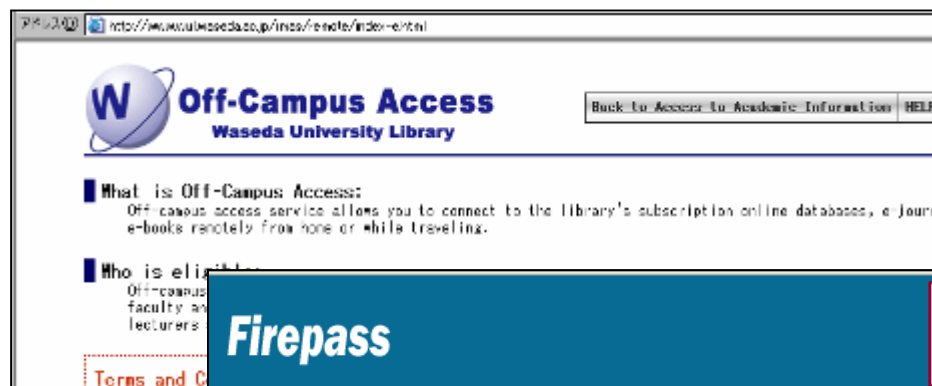 アドレス(D) http://www.wul.waseda.ac.jp/imas/remote/index-e.html
W Off-Campus Access
Waseda University Library
Back to Access to Academic Information HELP
What is Off-Campus Access:
Off-campus access service allows you to connect to the library's subscription online databases, e-jour
e-books remotely from home or while traveling.
Who is eligible:
Off-campus
faculty an
lecturers
Firepass
Terms and C